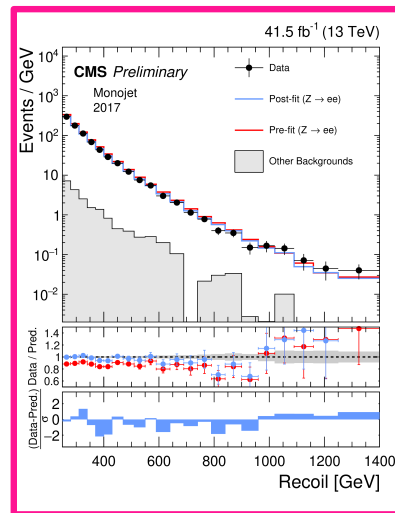 41.5 fb⁻¹ (13 TeV)
Events / GeV
10⁴
10³
10²
10
1
10⁻¹
10⁻²
CMS Preliminary
Monojet
2017
Data
Post-fit (Z → ee)
Pre-fit (Z → ee)
Other Backgrounds
Data / Pred.
1.4
1.2
1.0
0.8
0.6
(Data-Pred.)
σ
2
0
−2
400 600 800 1000 1200 1400
Recoil [GeV]